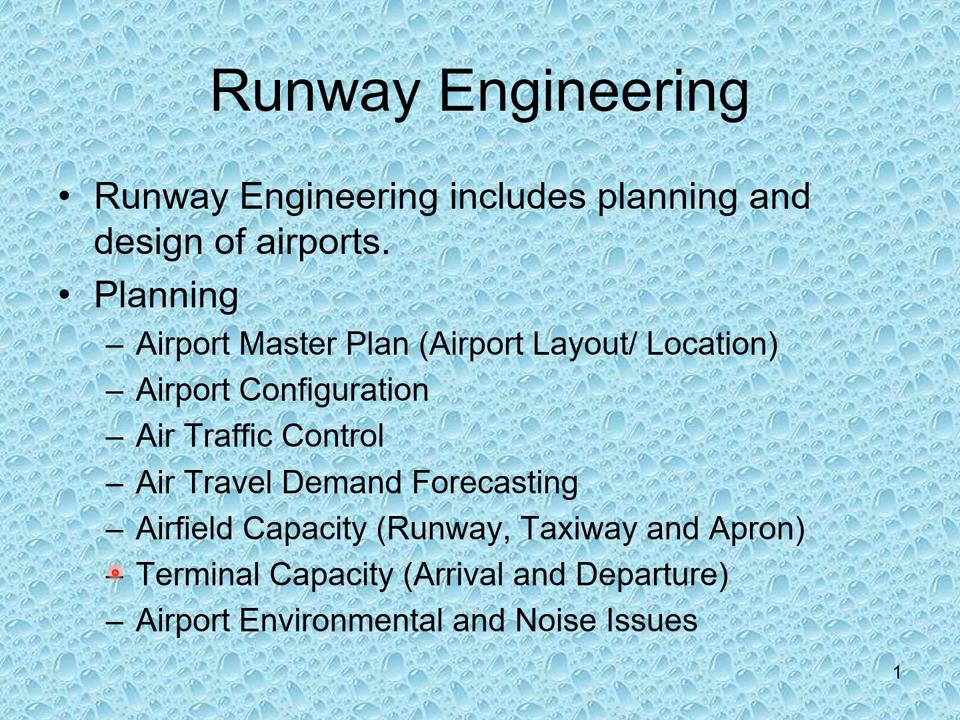 Runway Engineering
• Runway Engineering includes planning and
design of airports.
• Planning
– Airport Master Plan (Airport Layout/ Location)
– Airport Configuration
– Air Traffic Control
– Air Travel Demand Forecasting
– Airfield Capacity (Runway, Taxiway and Apron)
– Terminal Capacity (Arrival and Departure)
– Airport Environmental and Noise Issues
1